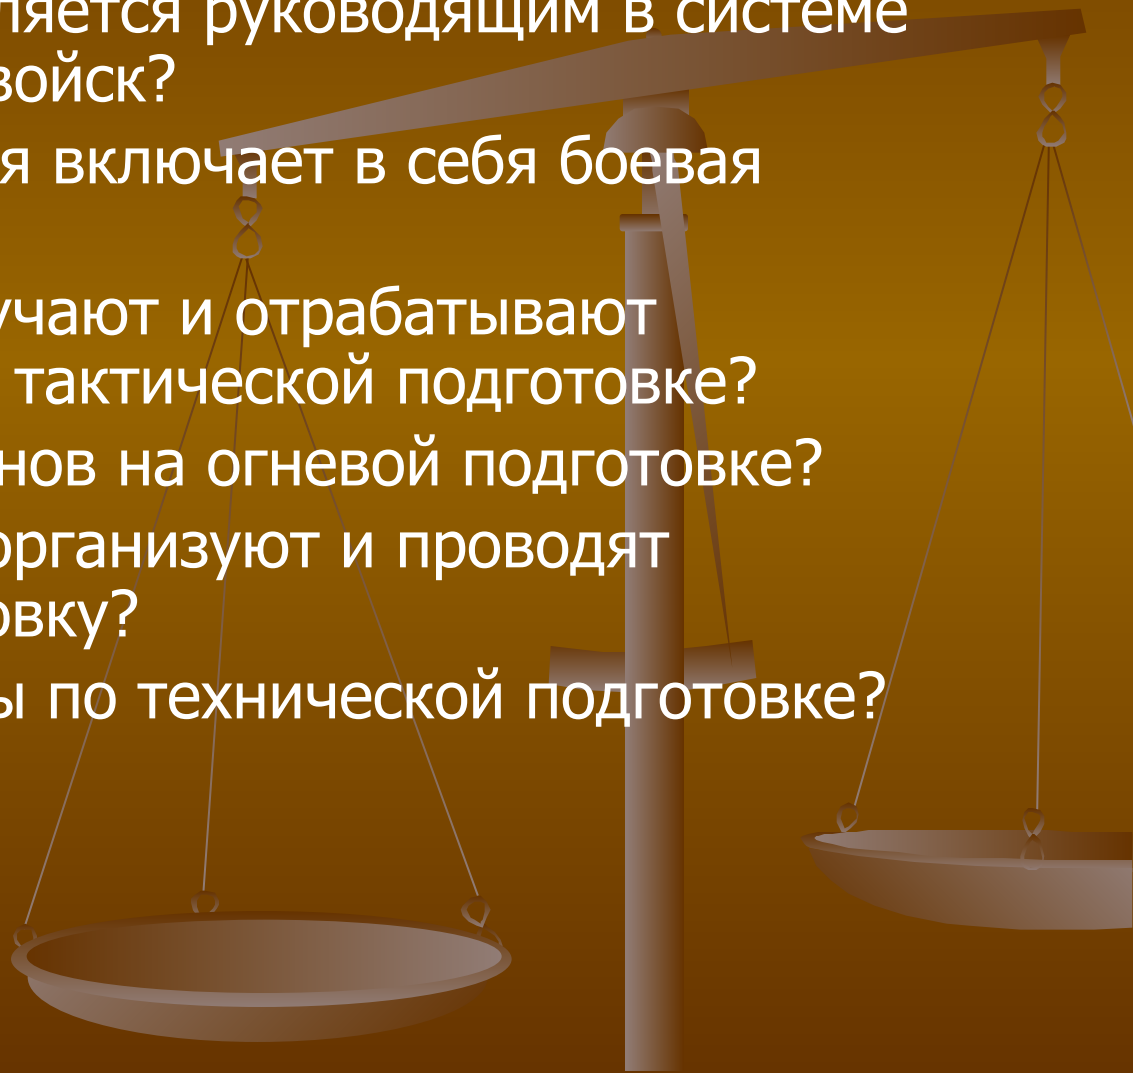 ляется руководящим в системе
войск?
я включает в себя боевая
учают и отрабатывают
тактической подготовке?
нов на огневой подготовке?
организуют и проводят
овку?
ы по технической подготовке?